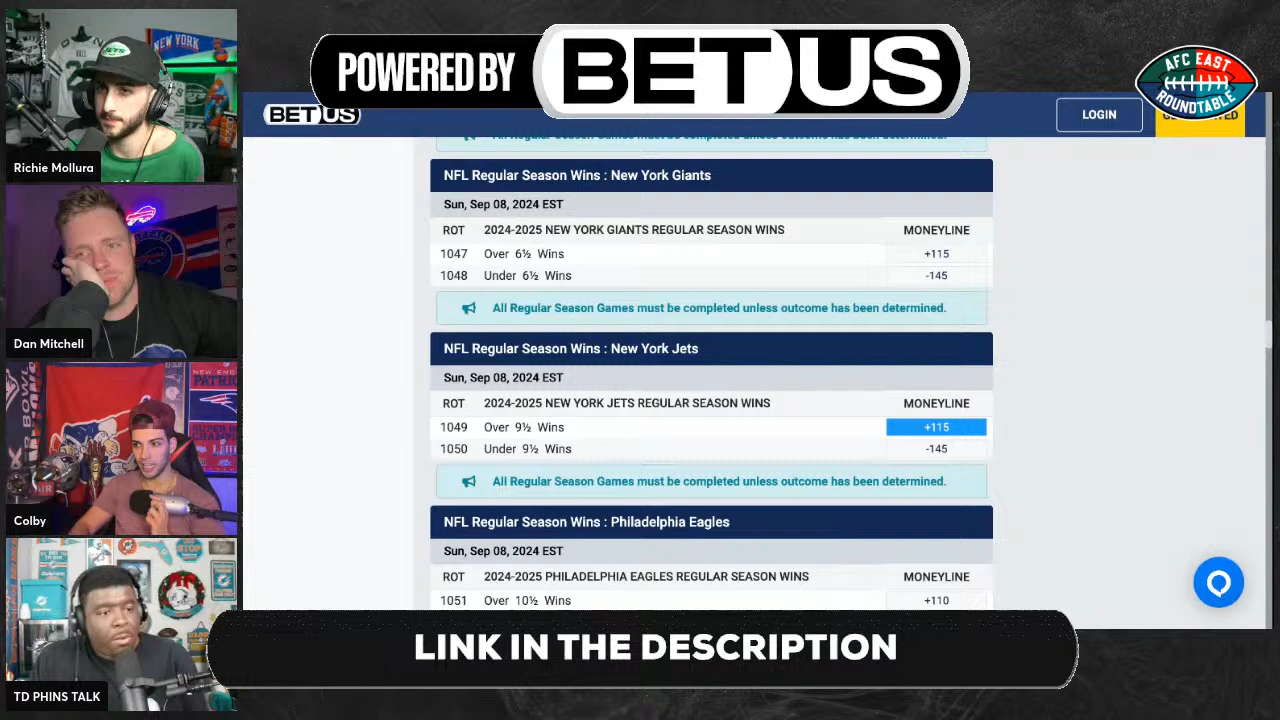 POWERED BY BETUS
AFC EAST
ROUNDTABLE
BETUS
LOGIN
All Regular Season Games must be completed unless outcome has been determined.
NFL Regular Season Wins : New York Giants
Sun, Sep 08, 2024 EST
ROT 2024-2025 NEW YORK GIANTS REGULAR SEASON WINS MONEYLINE
1047 Over 6½ Wins +115
1048 Under 6½ Wins -145
All Regular Season Games must be completed unless outcome has been determined.
NFL Regular Season Wins : New York Jets
Sun, Sep 08, 2024 EST
ROT 2024-2025 NEW YORK JETS REGULAR SEASON WINS MONEYLINE
1049 Over 9½ Wins +115
1050 Under 9½ Wins -145
All Regular Season Games must be completed unless outcome has been determined.
NFL Regular Season Wins : Philadelphia Eagles
Sun, Sep 08, 2024 EST
ROT 2024-2025 PHILADELPHIA EAGLES REGULAR SEASON WINS MONEYLINE
1051 Over 10½ Wins +110
LINK IN THE DESCRIPTION
NEW YORK
JETS
Richie Mollura
BUFFALO
Dan Mitchell
NEW ENGLAND
PATRI
Colby
TD PHINS TALK